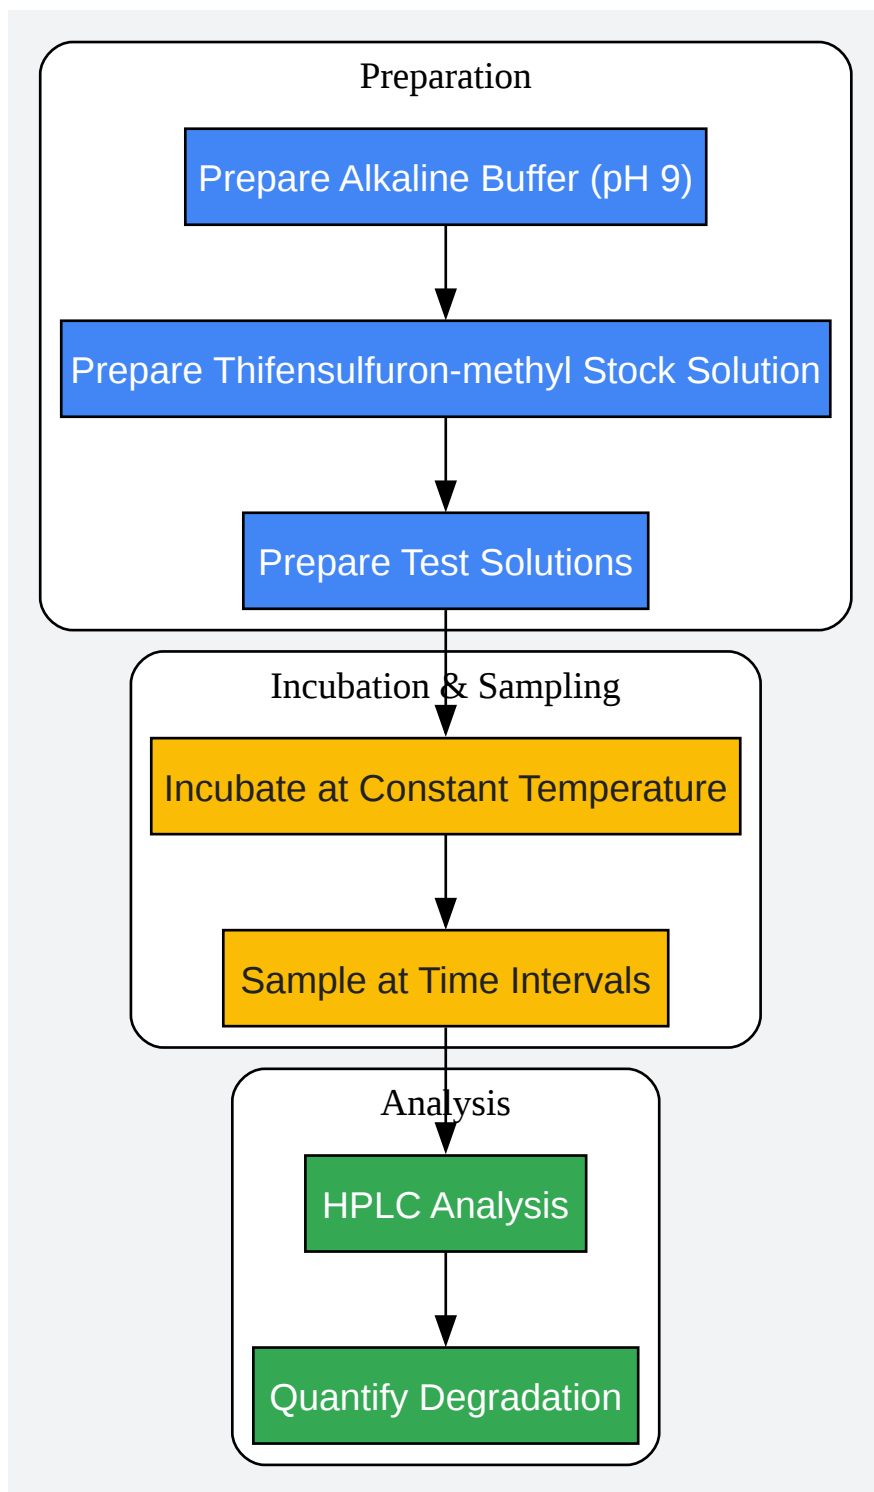 Preparation
Prepare Alkaline Buffer (pH 9)
Prepare Thifensulfuron-methyl Stock Solution
Prepare Test Solutions
Incubation & Sampling
Incubate at Constant Temperature
Sample at Time Intervals
Analysis
HPLC Analysis
Quantify Degradation